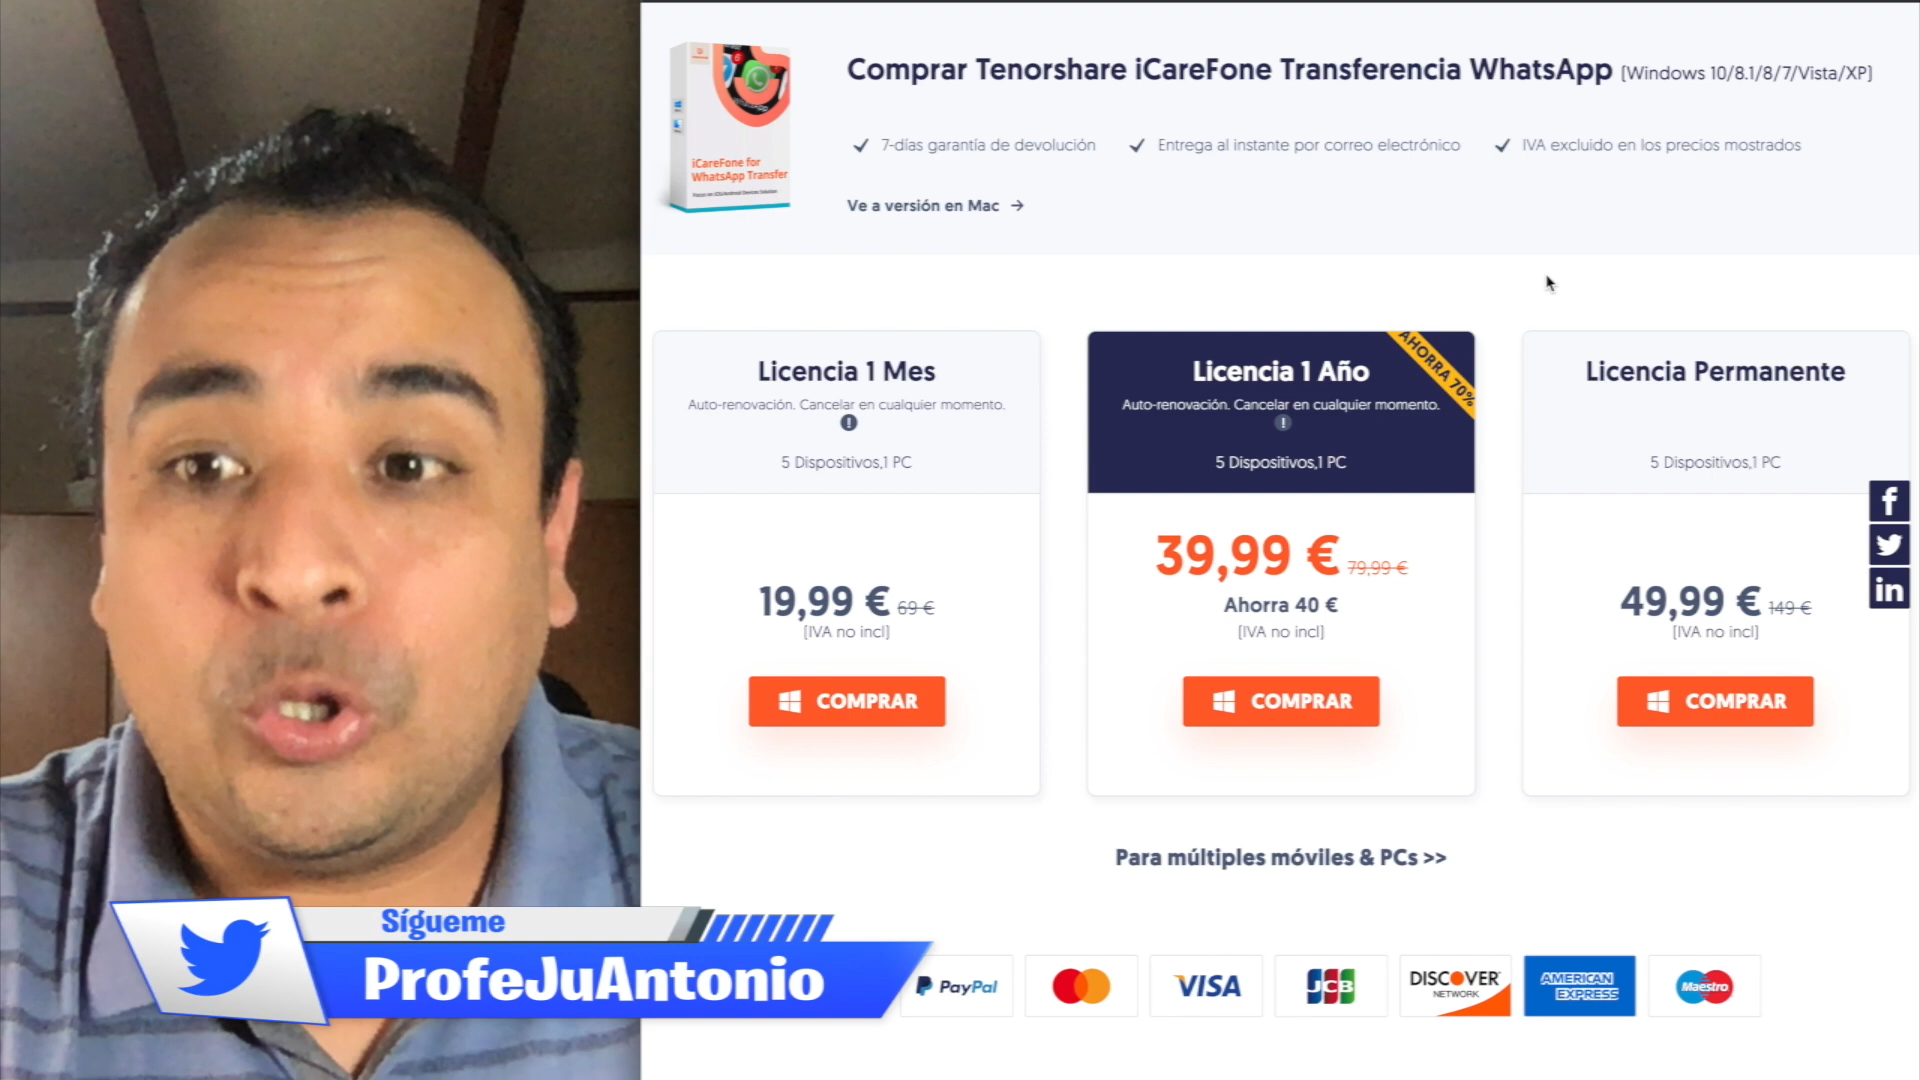 Comprar Tenorshare iCareFone Transferencia WhatsApp (Windows 10/8.1/8/7/Vista/XP)
7-días garantía de devolución
Entrega al instante por correo electrónico
IVA excluido en los precios mostrados
Ve a versión en Mac
iCareFone for
WhatsApp Transfer
Licencia 1 Mes
Auto-renovación. Cancelar en cualquier momento.
5 Dispositivos,1 PC
19,99 € 69 €
(IVA no incl)
COMPRAR
AHORRA 70%
Licencia 1 Año
Auto-renovación. Cancelar en cualquier momento.
5 Dispositivos,1 PC
39,99 € 79,99 €
Ahorra 40 €
(IVA no incl)
COMPRAR
Licencia Permanente
5 Dispositivos,1 PC
49,99 € 149 €
(IVA no incl)
COMPRAR
Para múltiples móviles & PCs >>
Sígueme
ProfeJuAntonio
PayPal
VISA
JCB
DISCOVER
NETWORK
AMERICAN
EXPRESS
Maestro